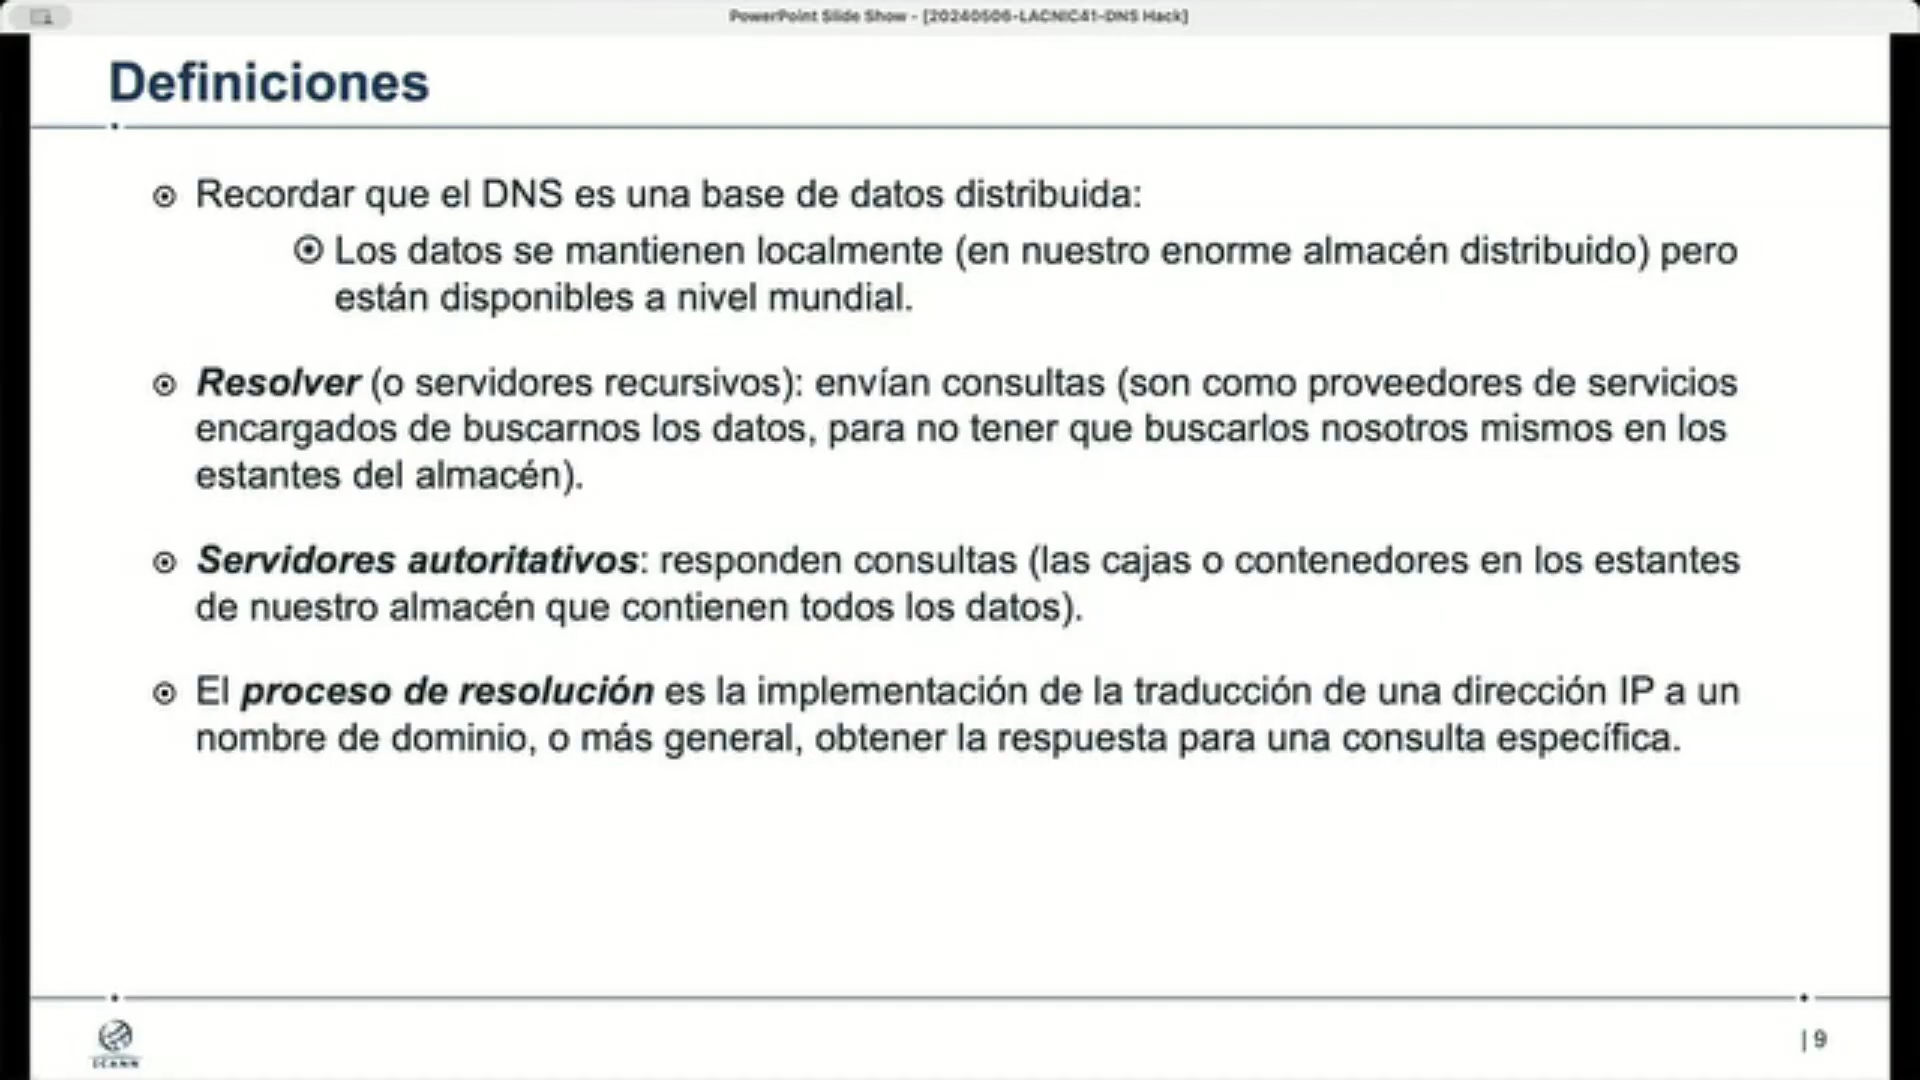 PowerPoint Slide Show - [20240506-LACNIC41-DNS Hack]
Definiciones
Recordar que el DNS es una base de datos distribuida:
Los datos se mantienen localmente (en nuestro enorme almacén distribuido) pero
están disponibles a nivel mundial.
Resolver (o servidores recursivos): envían consultas (son como proveedores de servicios
encargados de buscarnos los datos, para no tener que buscarlos nosotros mismos en los
estantes del almacén).
Servidores autoritativos: responden consultas (las cajas o contenedores en los estantes
de nuestro almacén que contienen todos los datos).
El proceso de resolución es la implementación de la traducción de una dirección IP a un
nombre de dominio, o más general, obtener la respuesta para una consulta específica.
ICANN
| 9